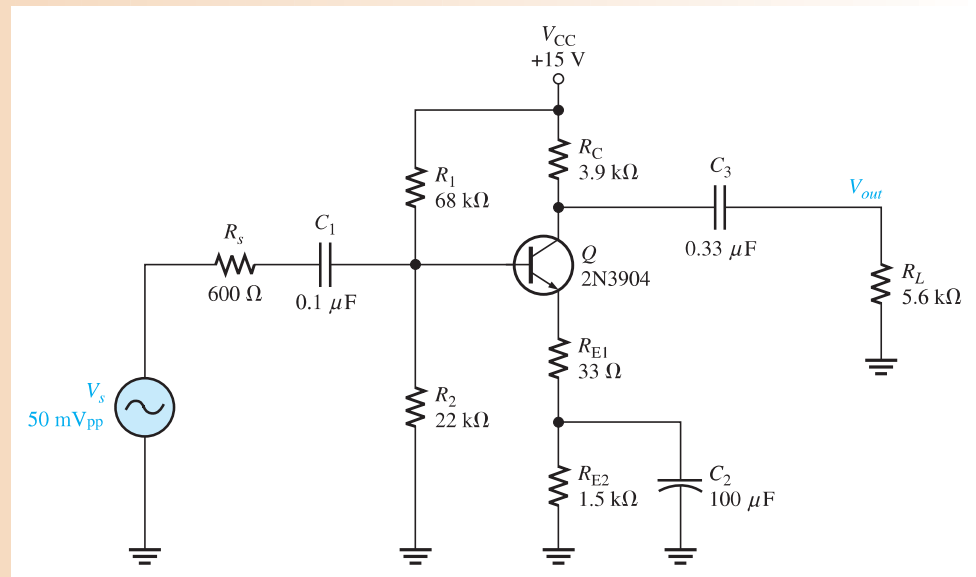 V_CC
+15 V
R_C
3.9 kΩ
C_3
V_out
R_1
68 kΩ
R_s
C_1
Q
2N3904
0.33 μF
R_L
5.6 kΩ
600 Ω
0.1 μF
R_E1
33 Ω
V_s
50 mVpp
R_2
22 kΩ
R_E2
1.5 kΩ
C_2
100 μF